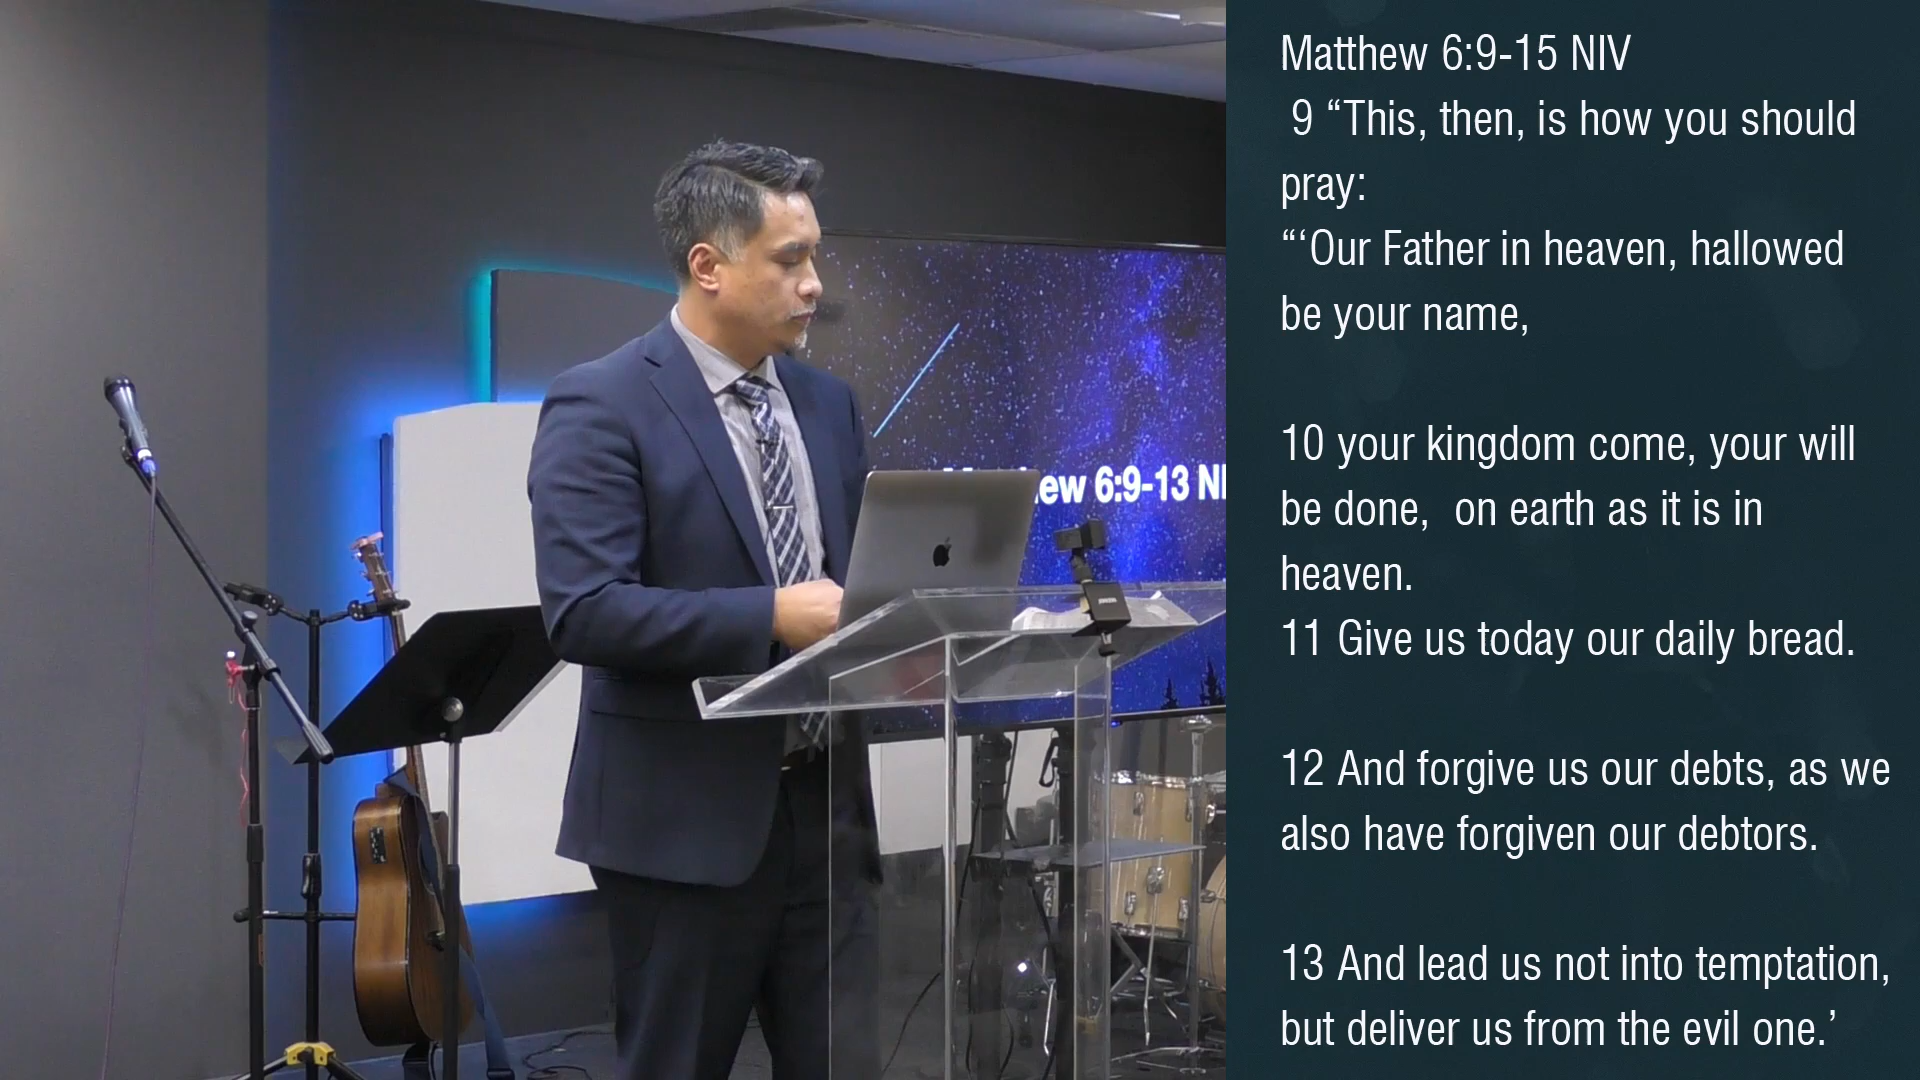 Matthew 6:9-15 NIV
9 “This, then, is how you should
pray:
“‘Our Father in heaven, hallowed
be your name,
10 your kingdom come, your will
be done,  on earth as it is in
heaven.
11 Give us today our daily bread.
12 And forgive us our debts, as we
also have forgiven our debtors.
13 And lead us not into temptation,
but deliver us from the evil one.’
6:9-13